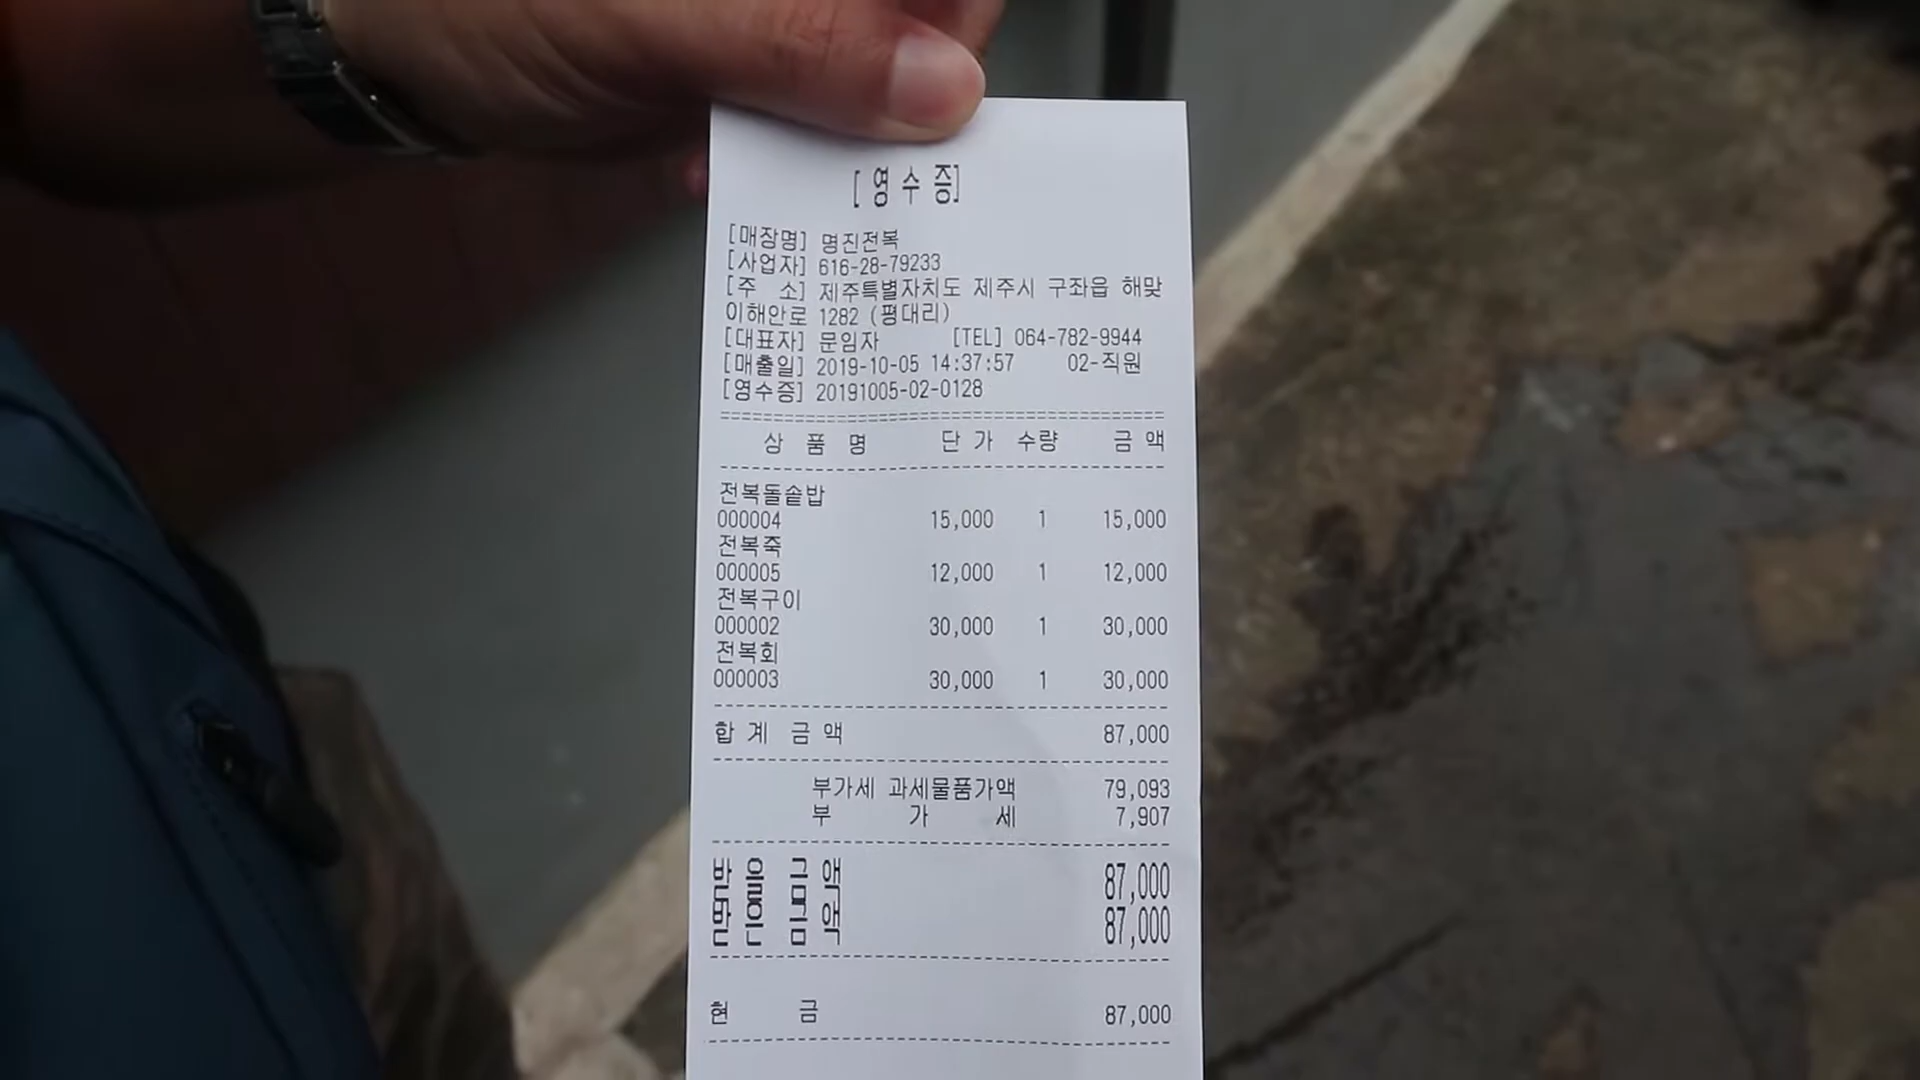 [ 영 수 증]
[매장명] 명진전복
[사업자] 616-28-79233
[주 소] 제주특별자치도 제주시 구좌읍 해맞
이해안로 1282 (평대리)
[대표자] 문임자 [TEL] 064-782-9944
[매출일] 2019-10-05 14:37:57 02-직원
[영수증] 20191005-02-0128
상 품 명 단 가 수량 금 액
전복돌솥밥
000004 15,000 1 15,000
전복죽
000005 12,000 1 12,000
전복구이
000002 30,000 1 30,000
전복회
000003 30,000 1 30,000
합 계 금 액 87,000
부가세 과세물품가액 79,093
부 가 세 7,907
받 을 금 액 87,000
받 은 금 액 87,000
현 금 87,000